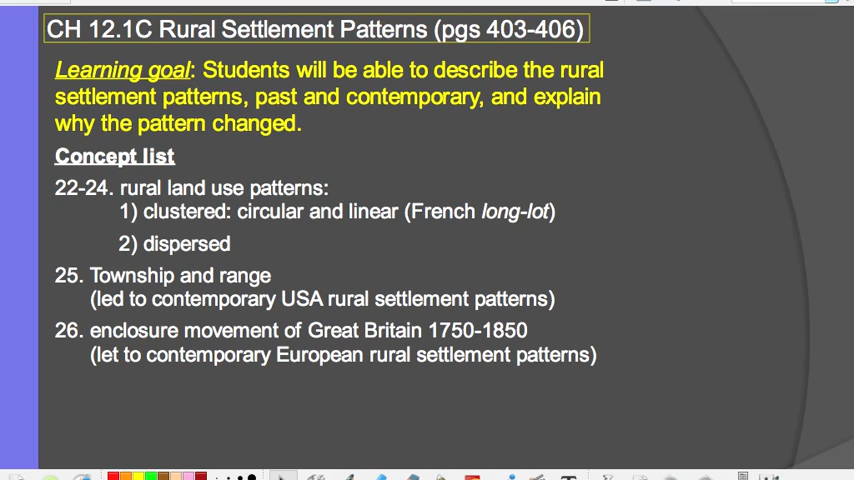 CH 12.1C Rural Settlement Patterns (pgs 403-406)
Learning goal: Students will be able to describe the rural
settlement patterns, past and contemporary, and explain
why the pattern changed.
Concept list
22-24. rural land use patterns:
1) clustered: circular and linear (French long-lot)
2) dispersed
25. Township and range
(led to contemporary USA rural settlement patterns)
26. enclosure movement of Great Britain 1750-1850
(let to contemporary European rural settlement patterns)